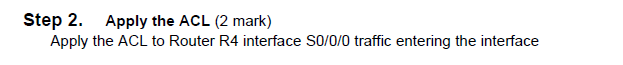 Step 2. Apply the ACL (2 mark)
Apply the ACL to Router R4 interface S0/0/0 traffic entering the interface